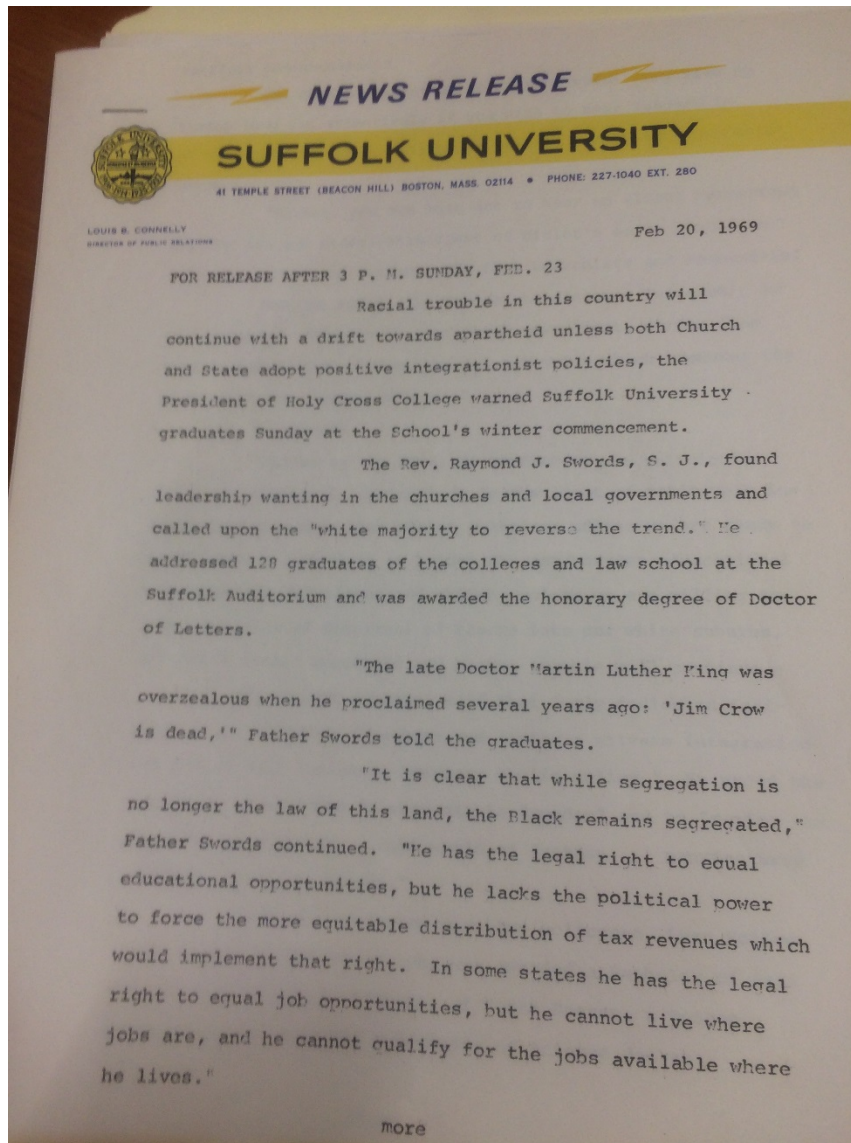 NEWS RELEASE
SUFFOLK UNIVERSITY
41 TEMPLE STREET (BEACON HILL) BOSTON, MASS. 02114 • PHONE: 227-1040 EXT. 280
LOUIS B. CONNELLY
DIRECTOR OF PUBLIC RELATIONS
Feb 20, 1969
FOR RELEASE AFTER 3 P. M. SUNDAY, FEB. 23
Racial trouble in this country will
continue with a drift towards apartheid unless both Church
and State adopt positive integrationist policies, the
President of Holy Cross College warned Suffolk University
graduates Sunday at the School's winter commencement.
The Rev. Raymond J. Swords, S. J., found
leadership wanting in the churches and local governments and
called upon the "white majority to reverse the trend." He
addressed graduates of the colleges and law school at the
Suffolk Auditorium and was awarded the honorary degree of Doctor
of Letters.
"The late Doctor Martin Luther King was
overzealous when he proclaimed several years ago: 'Jim Crow
is dead,'" Father Swords told the graduates.
"It is clear that while segregation is
no longer the law of this land, the Black remains segregated,"
Father Swords continued. "He has the legal right to equal
educational opportunities, but he lacks the political power
to force the more equitable distribution of tax revenues which
would implement that right. In some states he has the legal
right to equal job opportunities, but he cannot live where
jobs are, and he cannot qualify for the jobs available where
he lives."
more